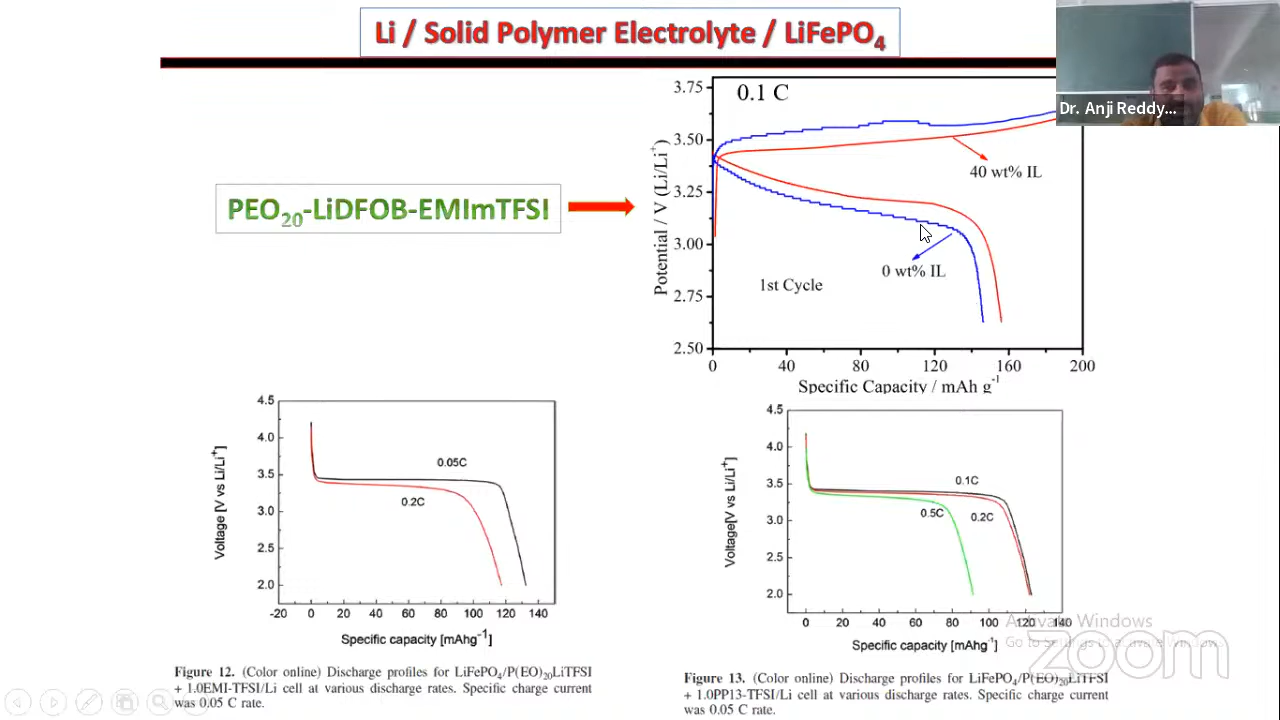 Li / Solid Polymer Electrolyte / LiFePO4
Dr. Anji Reddy...
PEO20-LiDFOB-EMImTFSI
0.1 C
3.75
3.50
3.25
3.00
2.75
2.50
Potential / V (Li/Li+)
40 wt% IL
0 wt% IL
1st Cycle
0 40 80 120 160 200
Specific Capacity / mAh g-1
4.5
4.0
3.5
3.0
2.5
2.0
Voltage [V vs Li/Li+]
0.05C
0.2C
-20 0 20 40 60 80 100 120 140
Specific capacity [mAhg-1]
Figure 12. (Color online) Discharge profiles for LiFePO4/P(EO)20LiTFSI
+ 1.0EMI-TFSI/Li cell at various discharge rates. Specific charge current
was 0.05 C rate.
4.5
4.0
3.5
3.0
2.5
2.0
Voltage[V vs Li/Li+]
0.1C
0.5C
0.2C
0 20 40 60 80 100 120 140
Specific capacity [mAhg-1]
Figure 13. (Color online) Discharge profiles for LiFePO4/P(EO)20LiTFSI
+ 1.0PP13-TFSI/Li cell at various discharge rates. Specific charge current
was 0.05 C rate.
Activate Windows
Go to Settings to activate Windows.
zoom